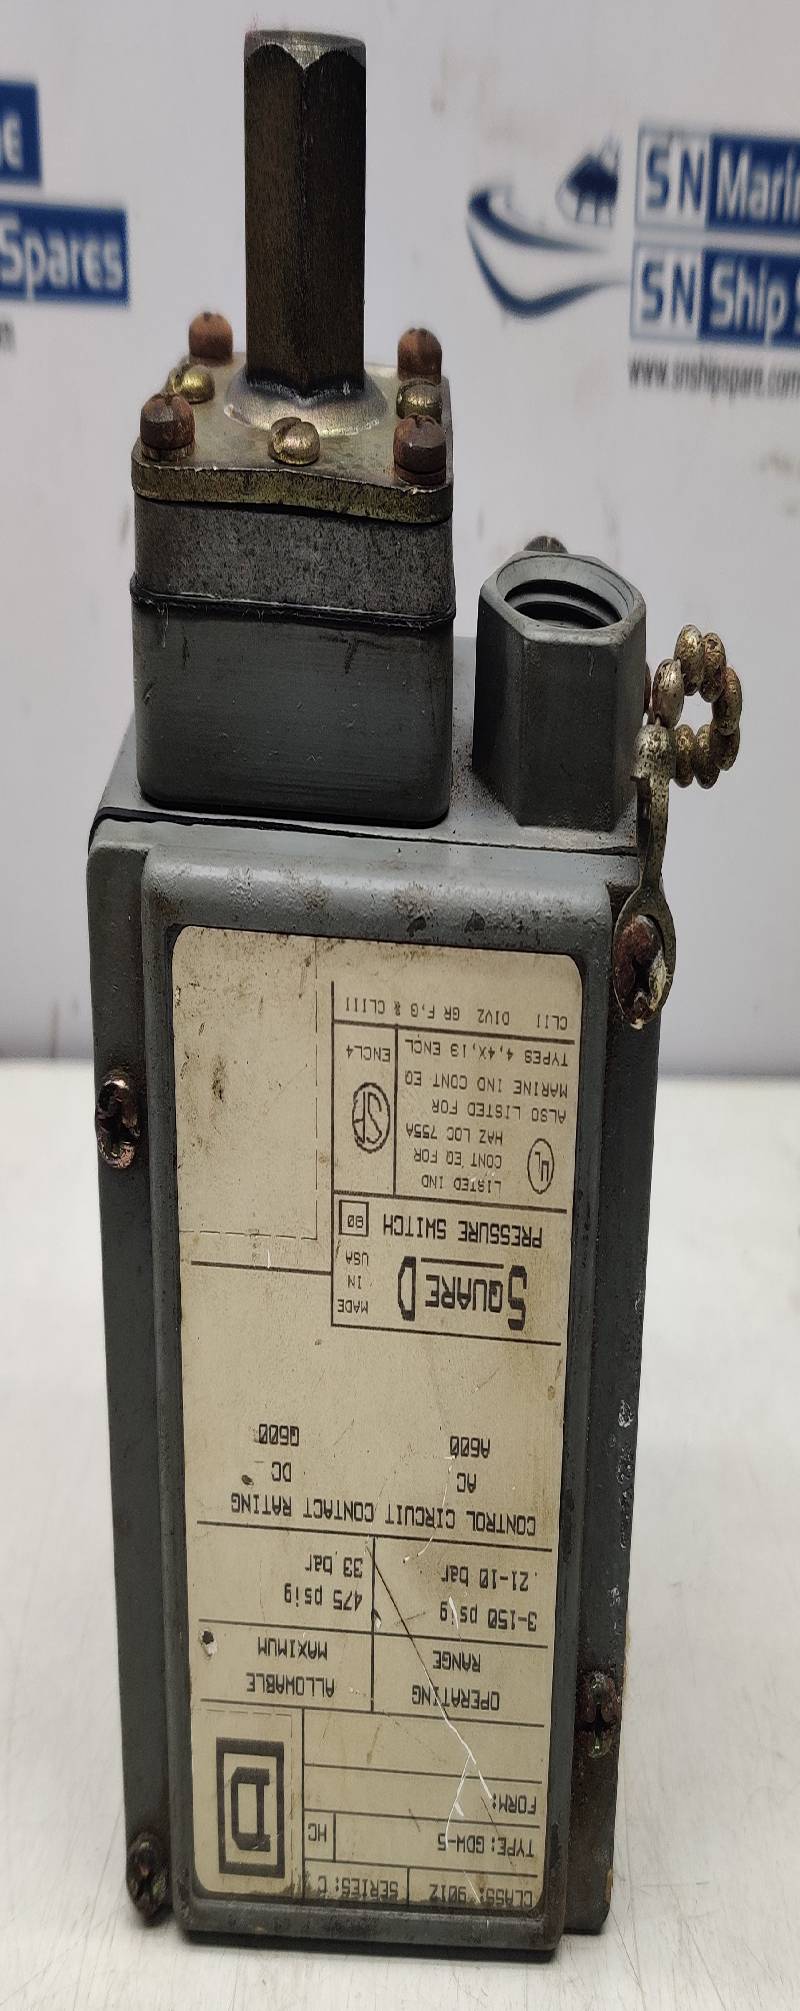 CLASS: 9012 SERIES: C
TYPE: GDW-5 HC
FORM:
D
OPERATING RANGE
ALLOWABLE MAXIMUM
3-150 psig 475 psig
.21-10 bar 33 bar
CONTROL CIRCUIT CONTACT RATING
AC DC
A600 Q600
SQUARE D
MADE IN USA
PRESSURE SWITCH 80
UL
LISTED IND
CONT EQ FOR
HAZ LOC 755A
ALSO LISTED FOR
MARINE IND CONT EQ
TYPES 4,4X,13 ENCL
SP
ENCL4
CLII DIV2 GR F,G & CLIII
Spares
SN Marin
SN Ship S
www.snshipspare.com